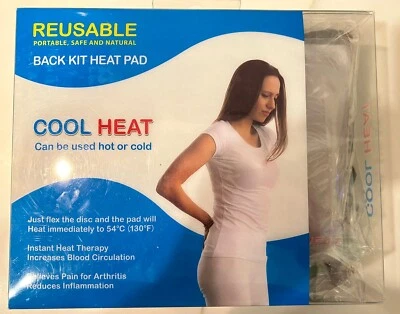 REUSABLE
PORTABLE, SAFE AND NATURAL
BACK KIT HEAT PAD
COOL HEAT
Can be used hot or cold
Just flex the disc and the pad will
Heat immediately to 54°C (130°F)
Instant Heat Therapy
Increases Blood Circulation
Relieves Pain for Arthritis
Reduces Inflammation
COOL HEAT